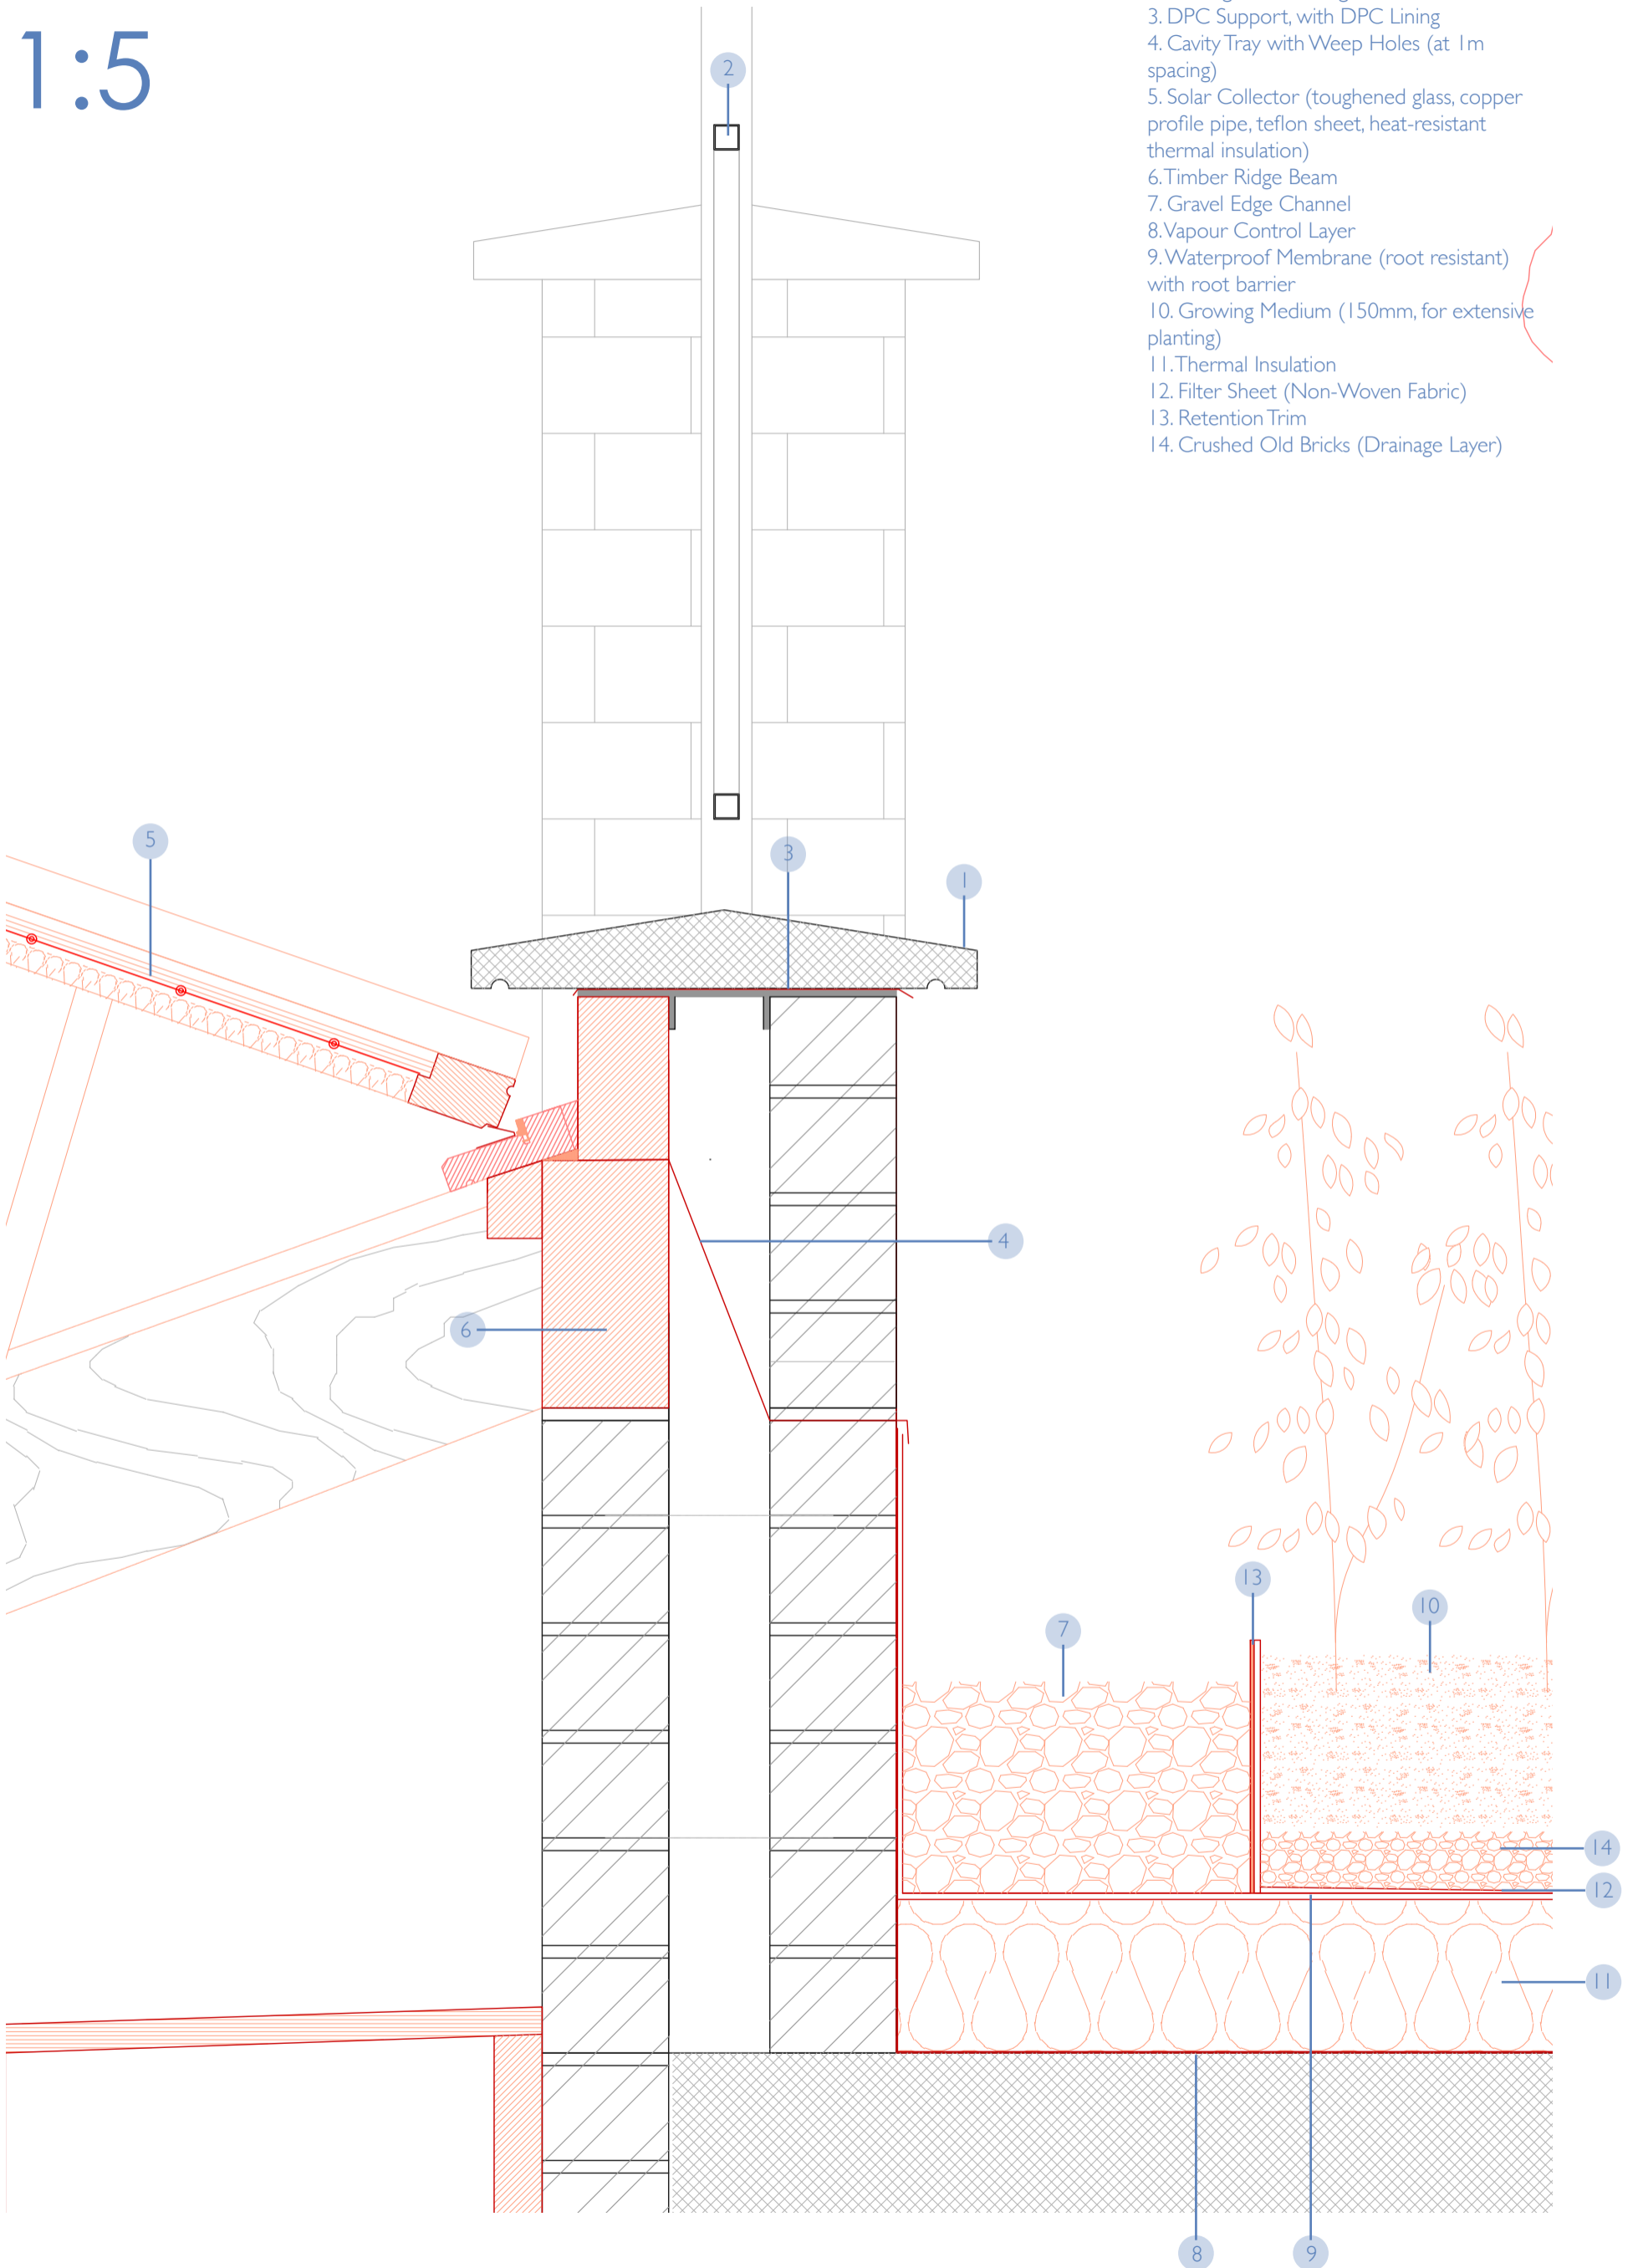 1:5
3. DPC Support, with DPC Lining
4. Cavity Tray with Weep Holes (at 1m
spacing)
5. Solar Collector (toughened glass, copper
profile pipe, teflon sheet, heat-resistant
thermal insulation)
6. Timber Ridge Beam
7. Gravel Edge Channel
8. Vapour Control Layer
9. Waterproof Membrane (root resistant)
with root barrier
10. Growing Medium (150mm, for extensive
planting)
11. Thermal Insulation
12. Filter Sheet (Non-Woven Fabric)
13. Retention Trim
14. Crushed Old Bricks (Drainage Layer)
2
5
3
1
4
6
13
10
7
14
12
11
8
9